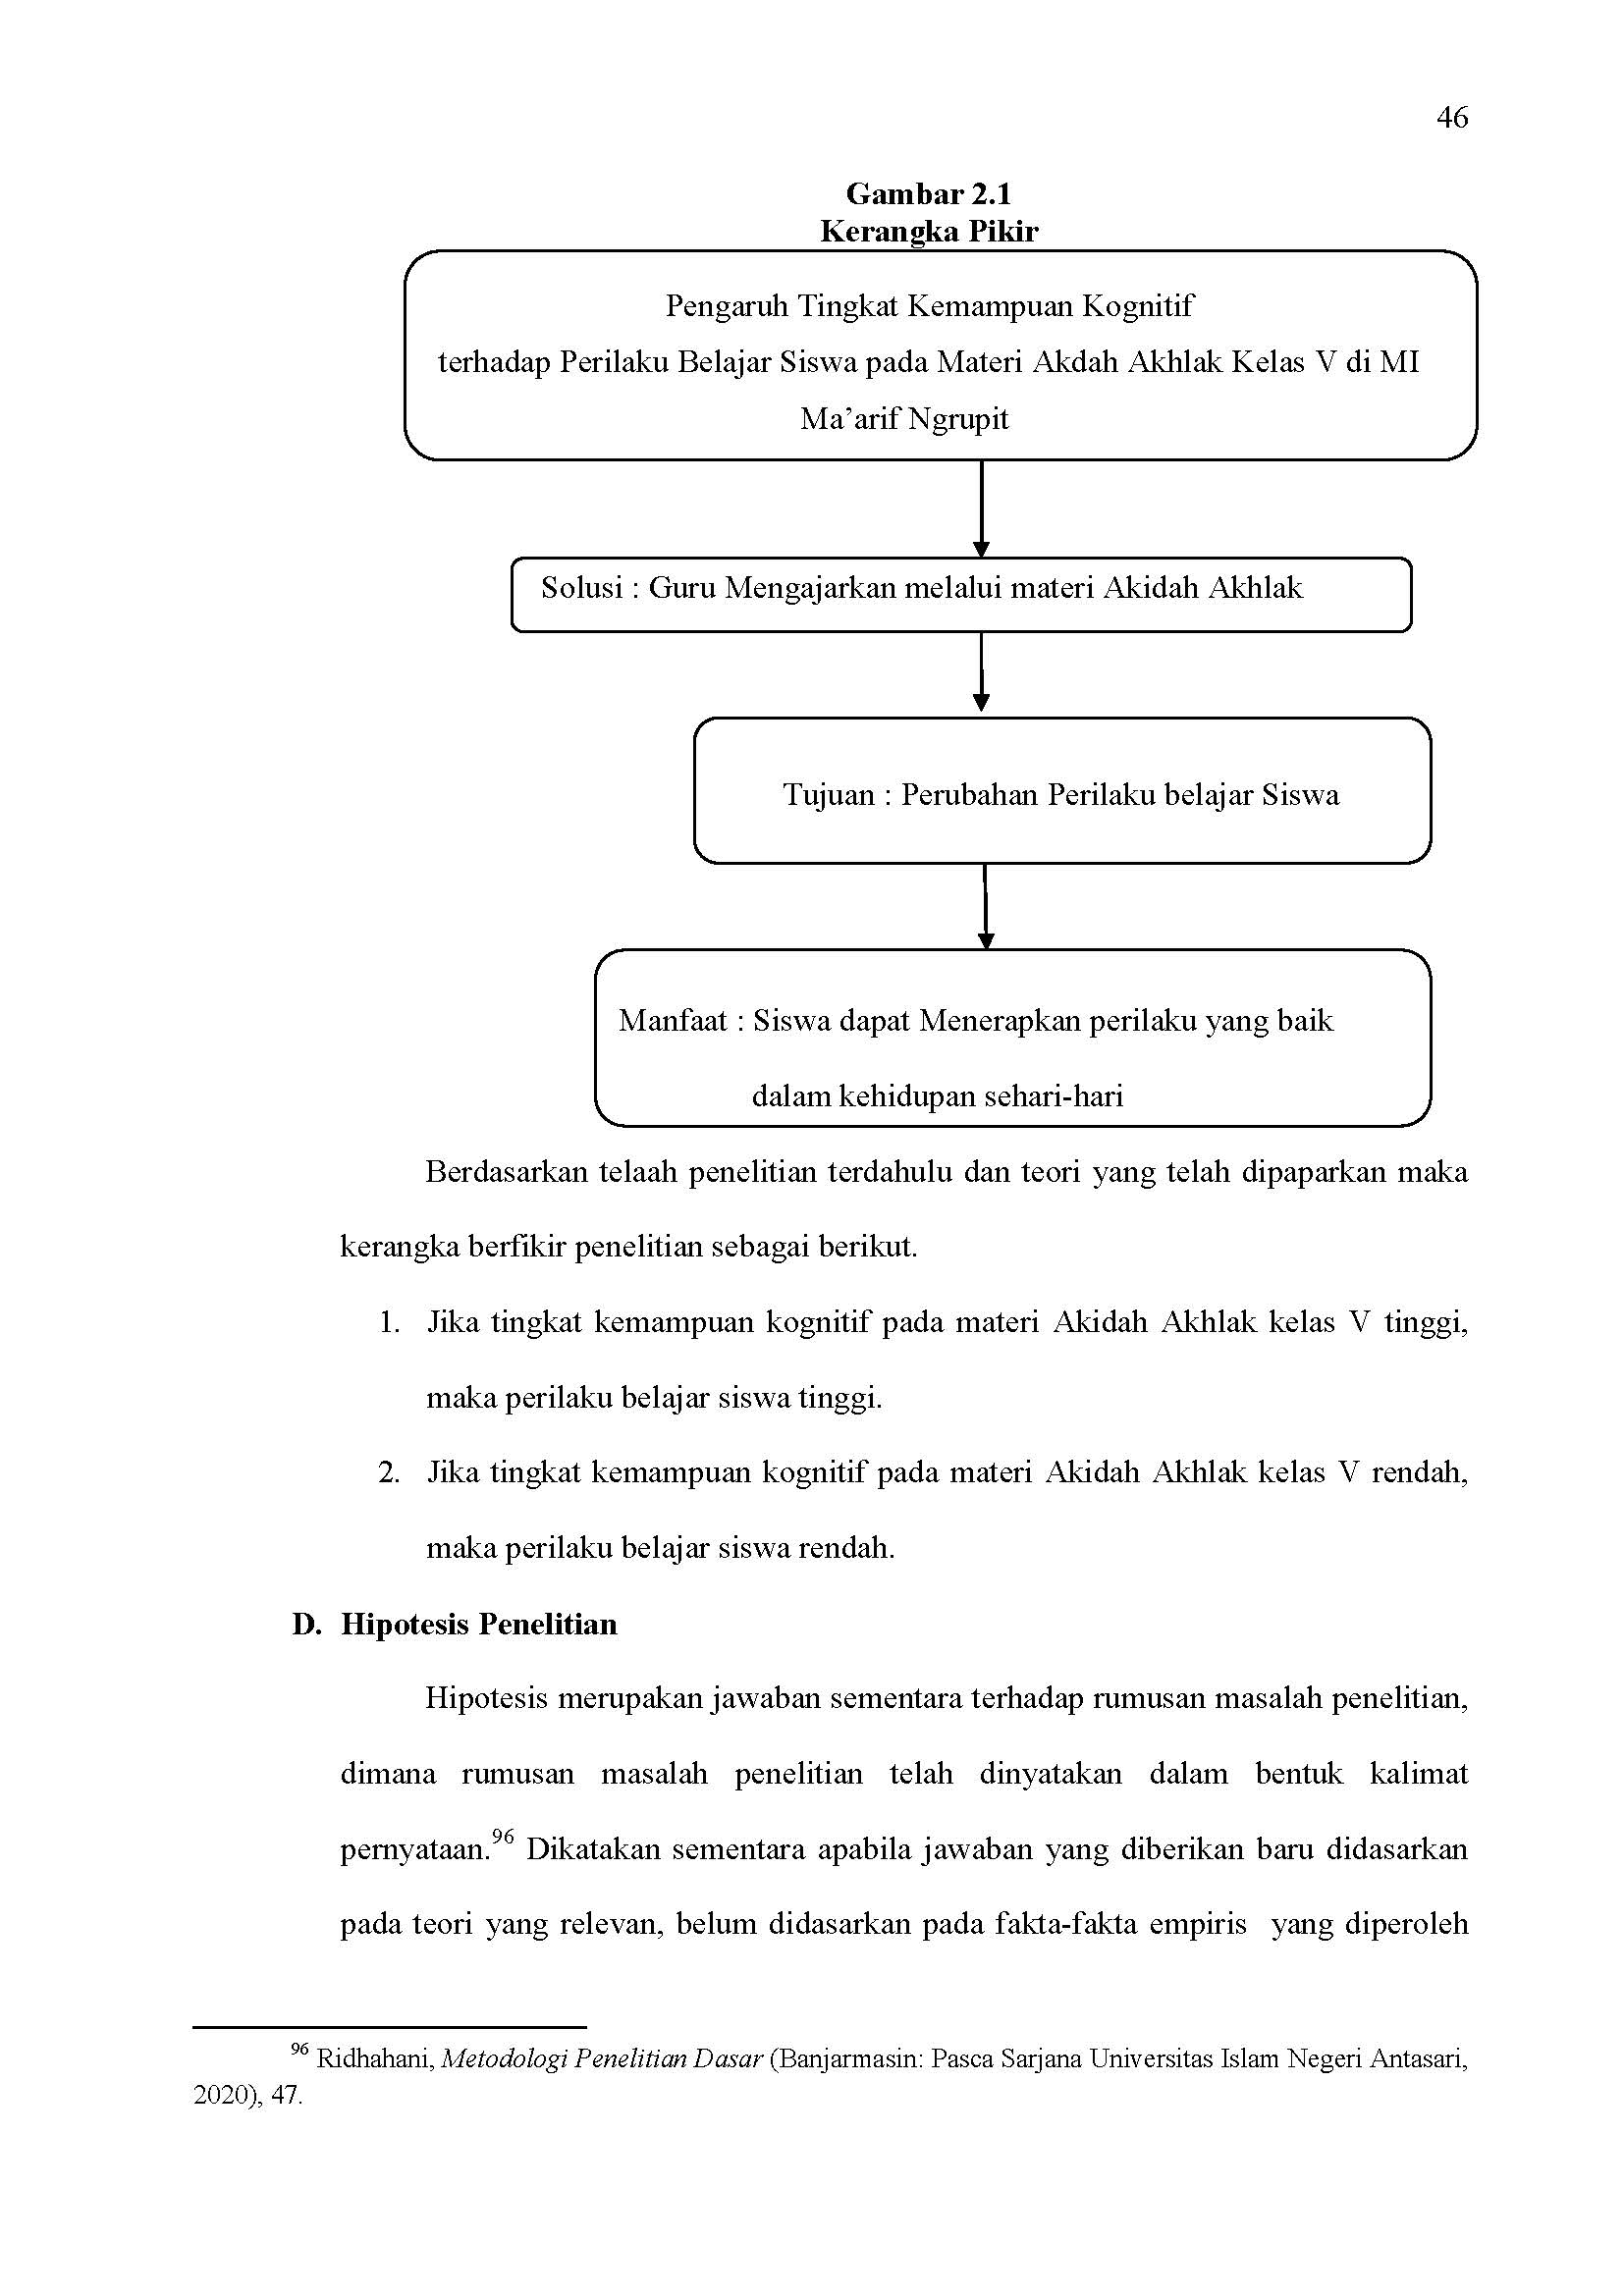 46
Gambar 2.1
Kerangka Pikir
Pengaruh Tingkat Kemampuan Kognitif
terhadap Perilaku Belajar Siswa pada Materi Akdah Akhlak Kelas V di MI
Ma’arif Ngrupit
Solusi : Guru Mengajarkan melalui materi Akidah Akhlak
Tujuan : Perubahan Perilaku belajar Siswa
Manfaat : Siswa dapat Menerapkan perilaku yang baik
dalam kehidupan sehari-hari
Berdasarkan telaah penelitian terdahulu dan teori yang telah dipaparkan maka
kerangka berfikir penelitian sebagai berikut.
1. Jika tingkat kemampuan kognitif pada materi Akidah Akhlak kelas V tinggi,
maka perilaku belajar siswa tinggi.
2. Jika tingkat kemampuan kognitif pada materi Akidah Akhlak kelas V rendah,
maka perilaku belajar siswa rendah.
D. Hipotesis Penelitian
Hipotesis merupakan jawaban sementara terhadap rumusan masalah penelitian,
dimana rumusan masalah penelitian telah dinyatakan dalam bentuk kalimat
pernyataan.96 Dikatakan sementara apabila jawaban yang diberikan baru didasarkan
pada teori yang relevan, belum didasarkan pada fakta-fakta empiris yang diperoleh
96 Ridhahani, Metodologi Penelitian Dasar (Banjarmasin: Pasca Sarjana Universitas Islam Negeri Antasari,
2020), 47.